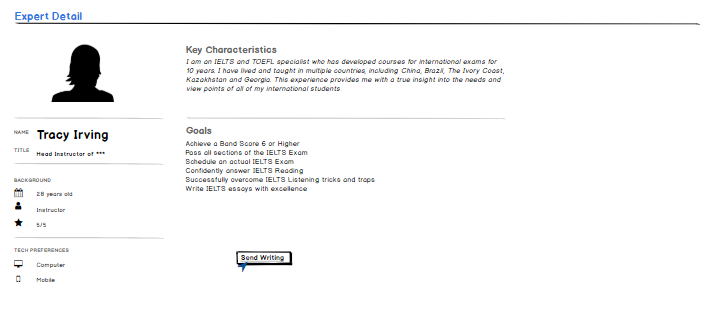 Expert Detail
Key Characteristics
I am an IELTS and TOEFL specialist who has developed courses for international exams for
10 years. I have lived and taught in multiple countries, including China, Brazil, The Ivory Coast,
Kazakhstan and Georgia. This experience provides me with a true insight into the needs and
view points of all of my international students
NAME Tracy Irving
TITLE Head Instructor of ***
Goals
Achieve a Band Score 6 or Higher
Pass all sections of the IELTS Exam
Schedule an actual IELTS Exam
Confidently answer IELTS Reading
Successfully overcome IELTS Listening tricks and traps
Write IELTS essays with excellence
BACKGROUND
28 years old
Instructor
5/5
TECH PREFERENCES
Computer
Mobile
Send Writing